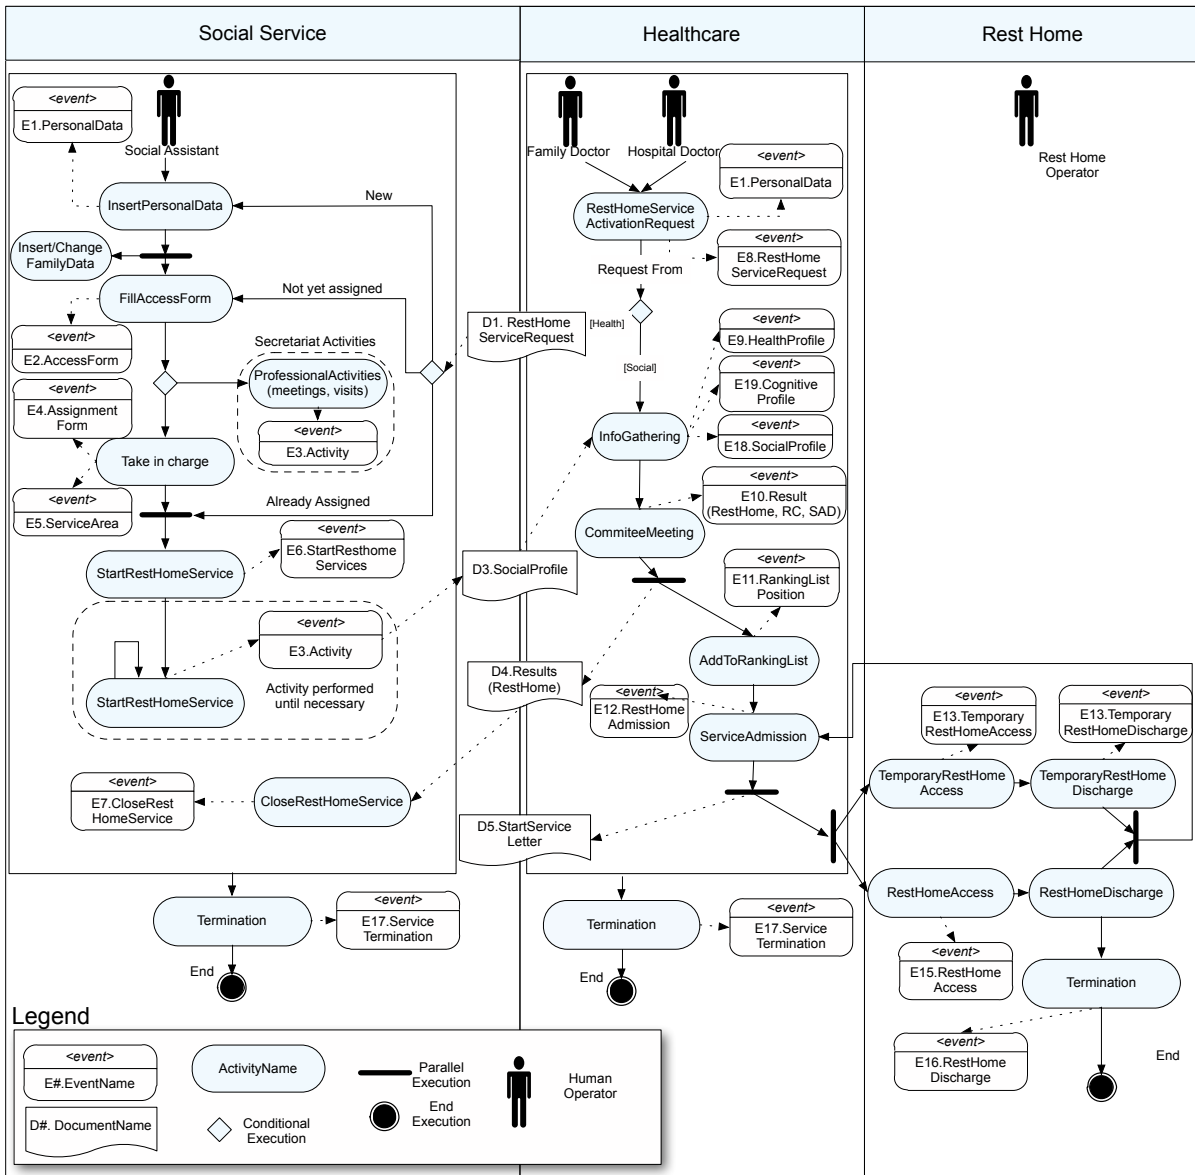 Social Service
Healthcare
Rest Home
<event>
E1.PersonalData
Social Assistant
InsertPersonalData
New
Insert/Change
FamilyData
FillAccessForm
Not yet assigned
<event>
E2.AccessForm
Secretariat Activities
ProfessionalActivities
(meetings, visits)
<event>
E3.Activity
<event>
E4.Assignment
Form
Take in charge
<event>
E5.ServiceArea
Already Assigned
StartRestHomeService
<event>
E6.StartResthome
Services
<event>
E3.Activity
StartRestHomeService
Activity performed
until necessary
<event>
E7.CloseRest
HomeService
CloseRestHomeService
Termination
<event>
E17.Service
Termination
End
D1. RestHome
ServiceRequest
D3.SocialProfile
D4.Results
(RestHome)
D5.StartService
Letter
Family Doctor
Hospital Doctor
<event>
E1.PersonalData
RestHomeService
ActivationRequest
<event>
E8.RestHome
ServiceRequest
Request From
[Health]
[Social]
<event>
E9.HealthProfile
<event>
E19.Cognitive
Profile
<event>
E18.SocialProfile
InfoGathering
<event>
E10.Result
(RestHome, RC, SAD)
CommiteeMeeting
<event>
E11.RankingList
Position
AddToRankingList
<event>
E12.RestHome
Admission
ServiceAdmission
Termination
<event>
E17.Service
Termination
End
Rest Home
Operator
<event>
E13.Temporary
RestHomeAccess
<event>
E13.Temporary
RestHomeDischarge
TemporaryRestHome
Access
TemporaryRestHome
Discharge
RestHomeAccess
RestHomeDischarge
<event>
E15.RestHome
Access
Termination
<event>
E16.RestHome
Discharge
End
Legend
<event>
E#.EventName
D#. DocumentName
ActivityName
Conditional
Execution
Parallel
Execution
End
Execution
Human
Operator